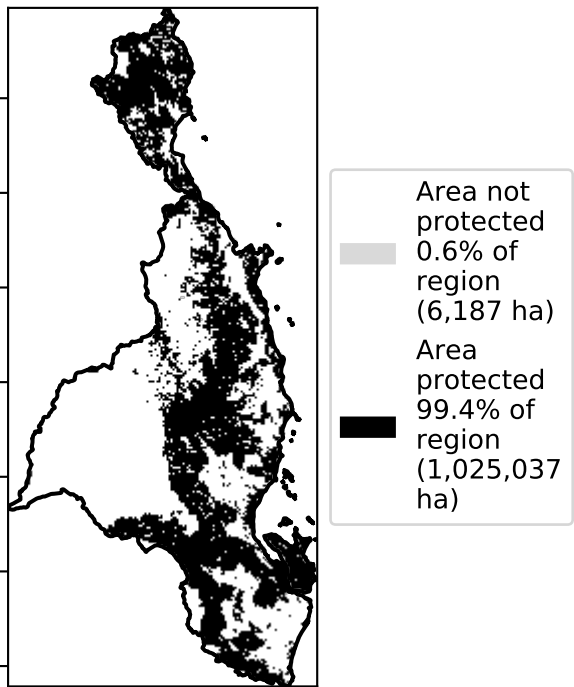 Area not
protected
0.6% of
region
(6,187 ha)
Area
protected
99.4% of
region
(1,025,037
ha)